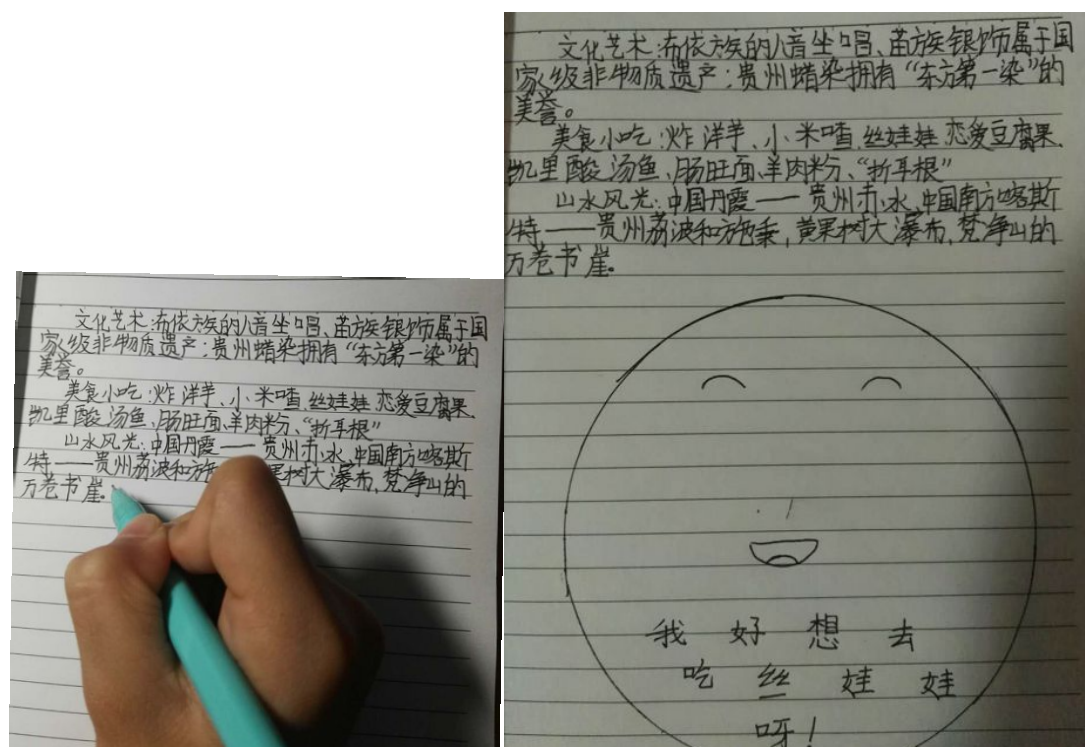 文化艺术:布依族的八音坐唱、苗族银饰属于国
家级非物质遗产;贵州蜡染拥有“东方第一染”的
美誉。
美食小吃:炸洋芋、小米喳、丝娃娃、恋爱豆腐果、
凯里酸汤鱼、肠旺面、羊肉粉、“折耳根”
山水风光:中国丹霞——贵州赤水、中国南方喀斯
特——贵州荔波和施
果树大瀑布,梵净山的
万卷书崖。
文化艺术:布依族的八音坐唱、苗族银饰属于国
家级非物质遗产;贵州蜡染拥有“东方第一染”的
美誉。
美食小吃:炸洋芋、小米喳、丝娃娃、恋爱豆腐果、
凯里酸汤鱼、肠旺面、羊肉粉、“折耳根”
山水风光:中国丹霞——贵州赤水、中国南方喀斯
特——贵州荔波和施秉,黄果树大瀑布,梵净山的
万卷书崖。
我好想去
吃丝娃娃
呀!